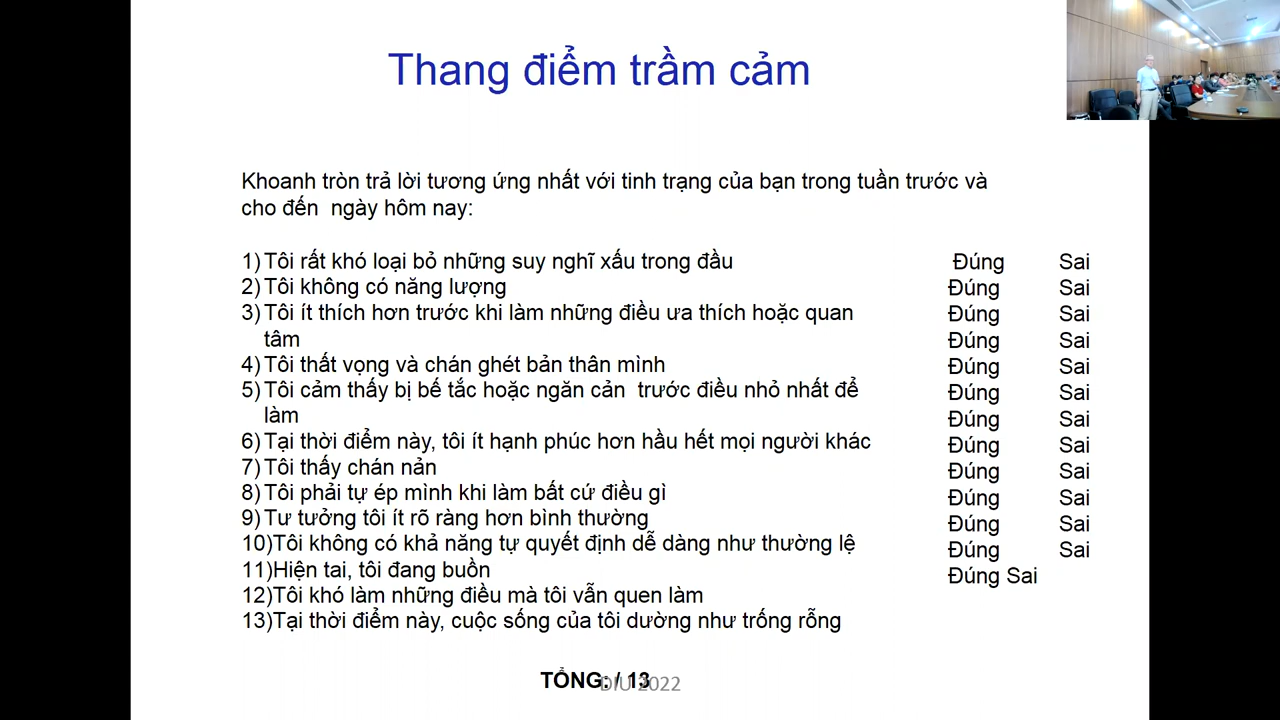 Thang điểm trầm cảm
Khoanh tròn trả lời tương ứng nhất với tinh trạng của bạn trong tuần trước và
cho đến ngày hôm nay:
1) Tôi rất khó loại bỏ những suy nghĩ xấu trong đầu Đúng Sai
2) Tôi không có năng lượng Đúng Sai
3) Tôi ít thích hơn trước khi làm những điều ưa thích hoặc quan Đúng Sai
tâm Đúng Sai
4) Tôi thất vọng và chán ghét bản thân mình Đúng Sai
5) Tôi cảm thấy bị bế tắc hoặc ngăn cản trước điều nhỏ nhất để Đúng Sai
làm Đúng Sai
6) Tại thời điểm này, tôi ít hạnh phúc hơn hầu hết mọi người khác Đúng Sai
7) Tôi thấy chán nản Đúng Sai
8) Tôi phải tự ép mình khi làm bất cứ điều gì Đúng Sai
9) Tư tưởng tôi ít rõ ràng hơn bình thường Đúng Sai
10)Tôi không có khả năng tự quyết định dễ dàng như thường lệ Đúng Sai
11)Hiện tai, tôi đang buồn Đúng Sai
12)Tôi khó làm những điều mà tôi vẫn quen làm
13)Tại thời điểm này, cuộc sống của tôi dường như trống rỗng
TỔNG: / 13
DIU 2022